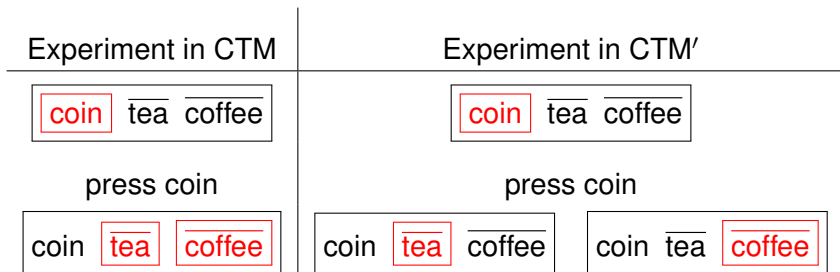 Experiment in CTM Experiment in CTM′
coin tea coffee coin tea coffee
press coin press coin
coin tea coffee coin tea coffee coin tea coffee